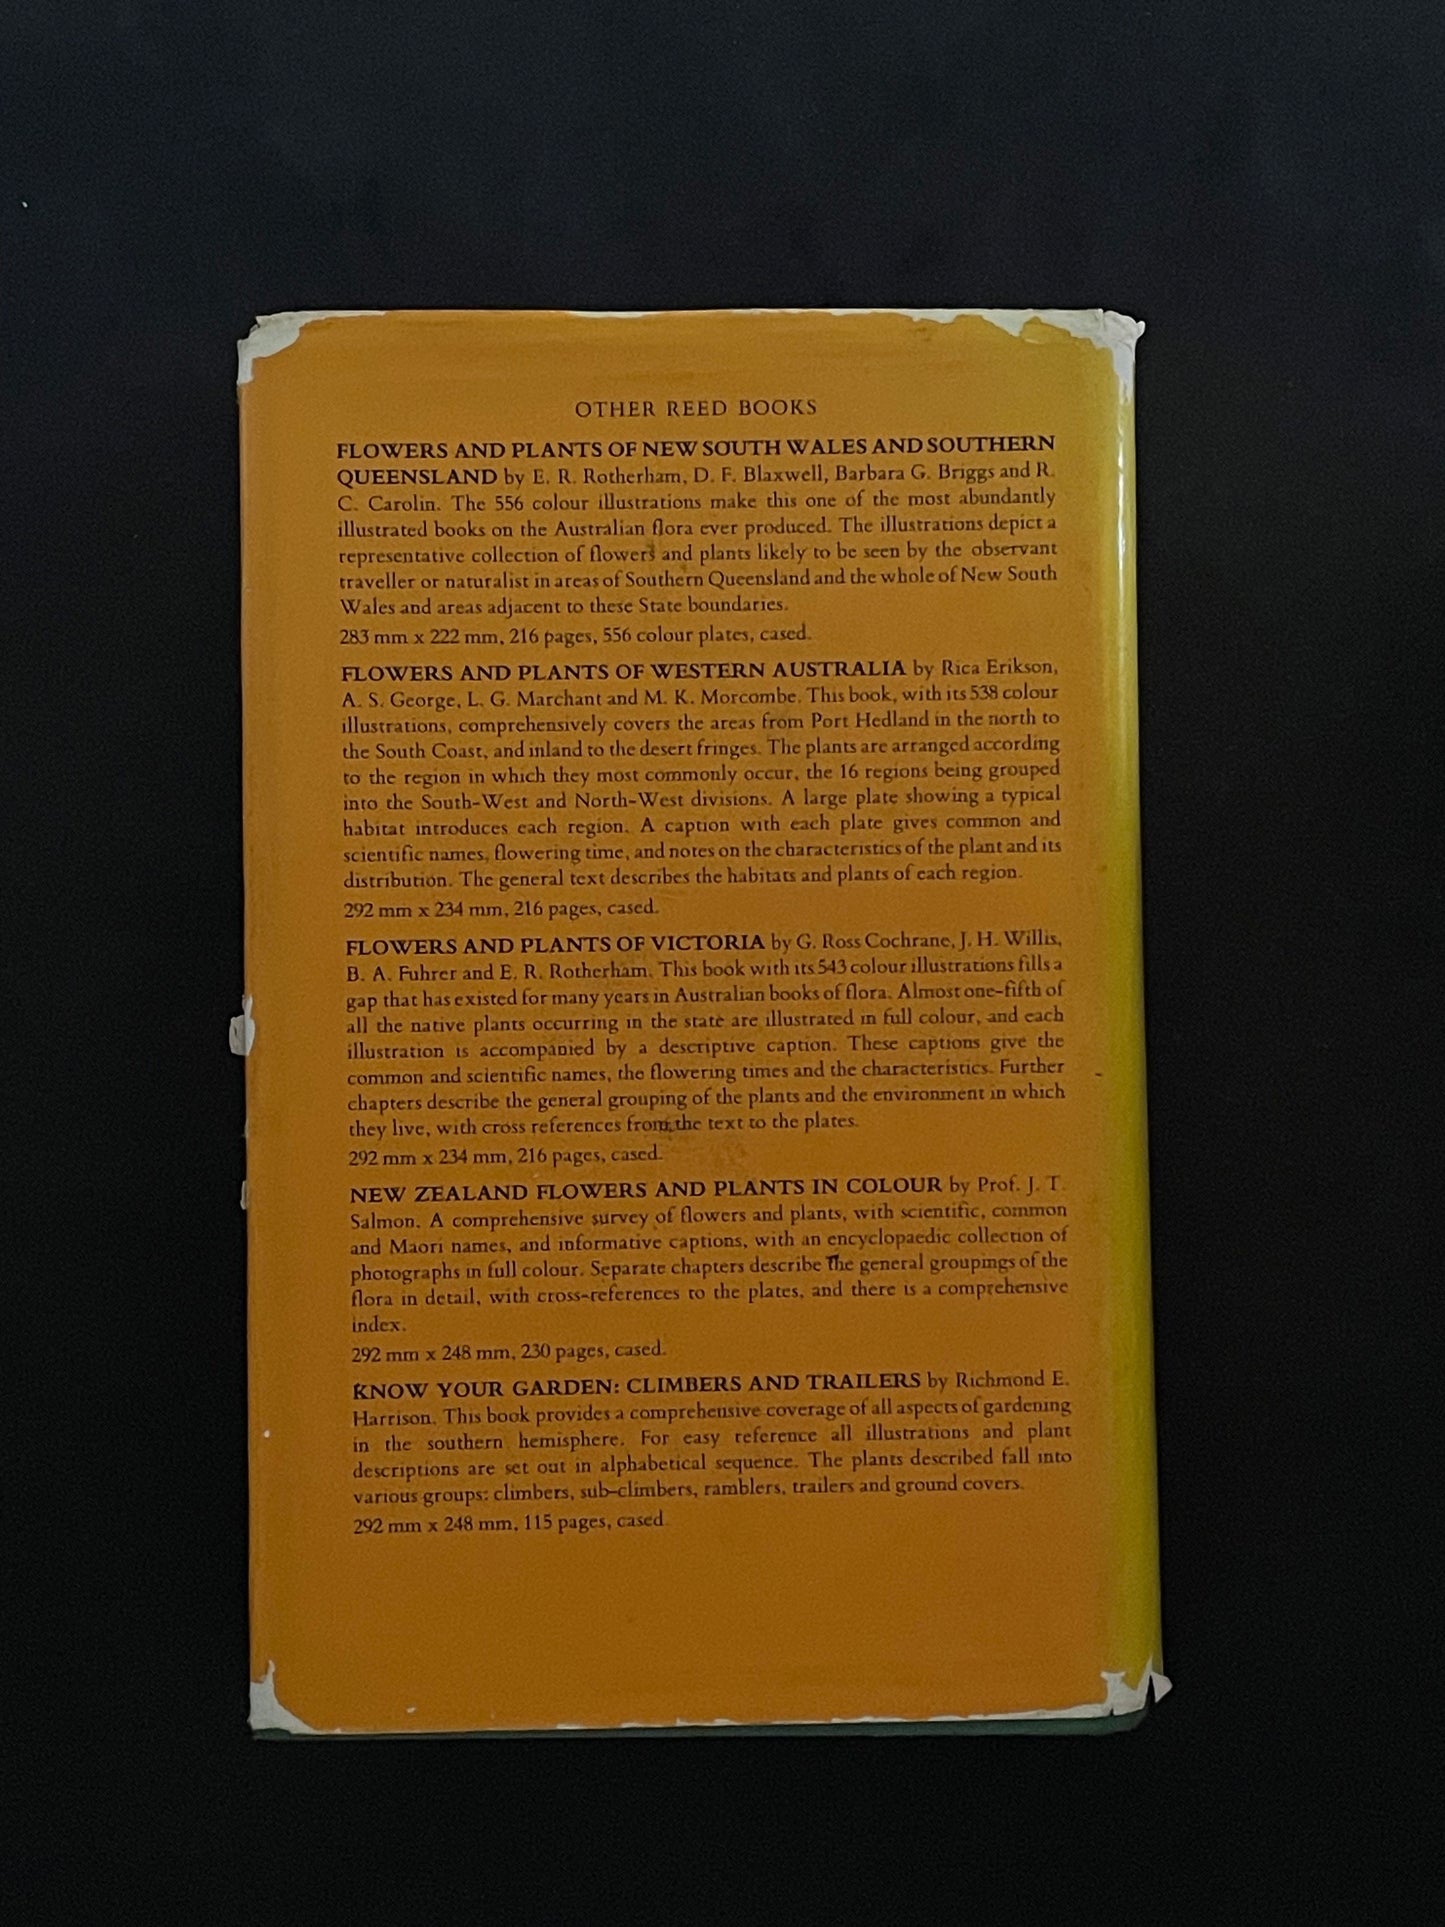 OTHER REED BOOKS
FLOWERS AND PLANTS OF NEW SOUTH WALES AND SOUTHERN
QUEENSLAND by E. R. Rotherham, D. F. Blaxwell, Barbara G. Briggs and R.
C. Carolin. The 556 colour illustrations make this one of the most abundantly
illustrated books on the Australian flora ever produced. The illustrations depict a
representative collection of flowers and plants likely to be seen by the observant
traveller or naturalist in areas of Southern Queensland and the whole of New South
Wales and areas adjacent to these State boundaries.
283 mm x 222 mm, 216 pages, 556 colour plates, cased.
FLOWERS AND PLANTS OF WESTERN AUSTRALIA by Rica Erikson,
A. S. George, L. G. Marchant and M. K. Morcombe. This book, with its 538 colour
illustrations, comprehensively covers the areas from Port Hedland in the north to
the South Coast, and inland to the desert fringes. The plants are arranged according
to the region in which they most commonly occur, the 16 regions being grouped
into the South-West and North-West divisions. A large plate showing a typical
habitat introduces each region. A caption with each plate gives common and
scientific names, flowering time, and notes on the characteristics of the plant and its
distribution. The general text describes the habitats and plants of each region.
292 mm x 234 mm, 216 pages, cased.
FLOWERS AND PLANTS OF VICTORIA by G. Ross Cochrane, J. H. Willis,
B. A. Fuhrer and E. R. Rotherham. This book with its 543 colour illustrations fills a
gap that has existed for many years in Australian books of flora. Almost one-fifth of
all the native plants occurring in the state are illustrated in full colour, and each
illustration is accompanied by a descriptive caption. These captions give the
common and scientific names, the flowering times and the characteristics. Further
chapters describe the general grouping of the plants and the environment in which
they live, with cross references from the text to the plates.
292 mm x 234 mm, 216 pages, cased.
NEW ZEALAND FLOWERS AND PLANTS IN COLOUR by Prof. J. T.
Salmon. A comprehensive survey of flowers and plants, with scientific, common
and Maori names, and informative captions, with an encyclopaedic collection of
photographs in full colour. Separate chapters describe the general groupings of the
flora in detail, with cross-references to the plates, and there is a comprehensive
index.
292 mm x 248 mm, 230 pages, cased.
KNOW YOUR GARDEN: CLIMBERS AND TRAILERS by Richmond E.
Harrison. This book provides a comprehensive coverage of all aspects of gardening
in the southern hemisphere. For easy reference all illustrations and plant
descriptions are set out in alphabetical sequence. The plants described fall into
various groups: climbers, sub-climbers, ramblers, trailers and ground covers.
292 mm x 248 mm, 115 pages, cased.